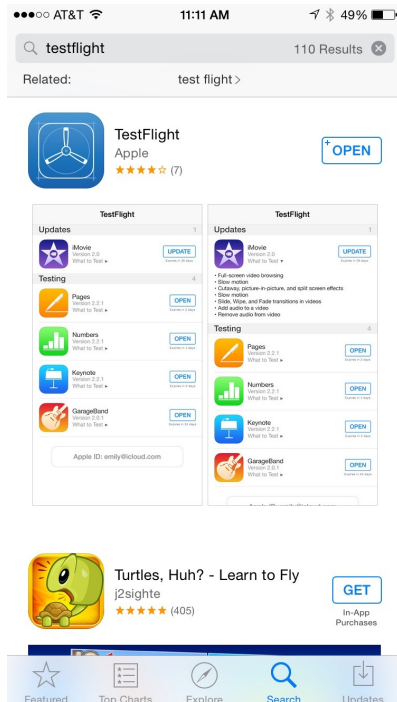 AT&T 11:11 AM 49%
testflight 110 Results
Related: test flight >
TestFlight
Apple
(7)
+OPEN
TestFlight
Updates 1
iMovie
Version 2.0
What to Test
UPDATE
Testing 4
Pages
Version 2.2.1
What to Test
OPEN
Numbers
Version 2.2.1
What to Test
OPEN
Keynote
Version 2.2.1
What to Test
OPEN
GarageBand
Version 2.0.1
What to Test
OPEN
Apple ID: emily@icloud.com
TestFlight
Updates 1
iMovie
Version 2.0
What to Test
UPDATE
• Full-screen video browsing
• Slow motion
• Cutaway, picture-in-picture, and split screen effects
• Slow motion
• Slide, Wipe, and Fade transitions in videos
• Add audio to a video
• Remove audio from video
Testing 4
Pages
Version 2.2.1
What to Test
OPEN
Numbers
Version 2.2.1
What to Test
OPEN
Keynote
Version 2.2.1
What to Test
OPEN
GarageBand
Version 2.0.1
What to Test
OPEN
Turtles, Huh? - Learn to Fly
j2sighte
(405)
GET
In-App
Purchases
Featured Top Charts Explore Search Updates